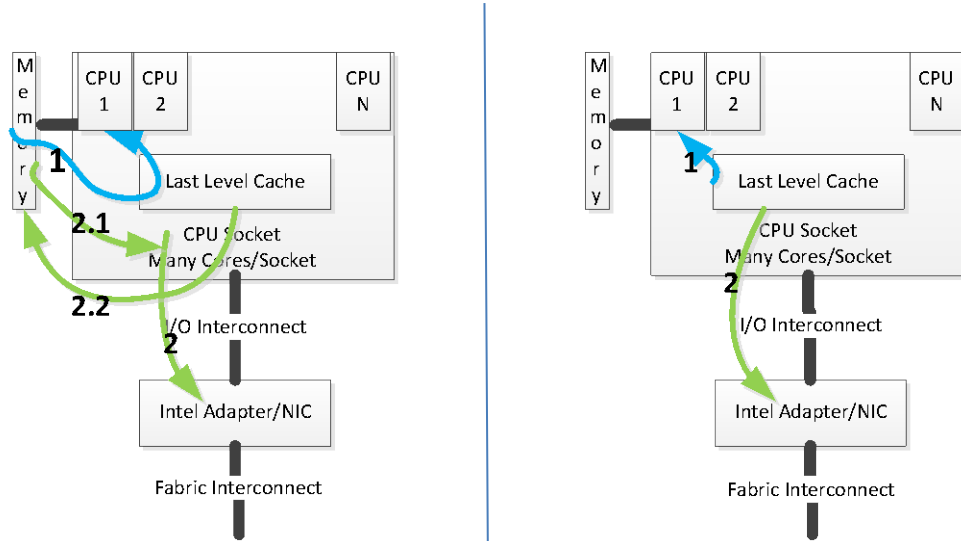 Memory
CPU
1
CPU
2
CPU
N
1
Last Level Cache
2.1
CPU Socket
Many Cores/Socket
2.2
I/O Interconnect
2
Intel Adapter/NIC
Fabric Interconnect
Memory
CPU
1
CPU
2
CPU
N
1
Last Level Cache
CPU Socket
Many Cores/Socket
2
I/O Interconnect
Intel Adapter/NIC
Fabric Interconnect